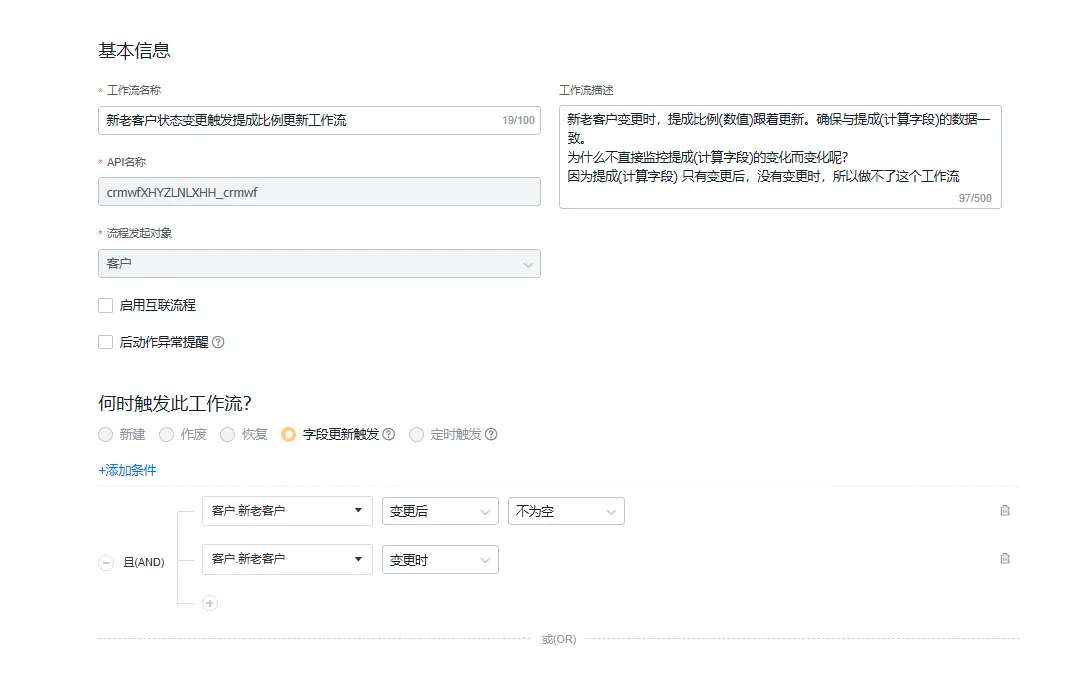 基本信息
* 工作流名称
新老客户状态变更触发提成比例更新工作流
19/100
工作流描述
新老客户变更时，提成比例(数值)跟着更新。确保与提成(计算字段)的数据一
致。
为什么不直接监控提成(计算字段)的变化而变化呢？
因为提成(计算字段) 只有变更后，没有变更时，所以做不了这个工作流
97/500
* API名称
crmwfXHYZLNLXHH_crmwf
* 流程发起对象
客户
启用互联流程
后动作异常提醒 ?
何时触发此工作流？
新建 作废 恢复 字段更新触发 ? 定时触发 ?
+添加条件
客户.新老客户 变更后 不为空
且(AND)
客户.新老客户 变更时
或(OR)